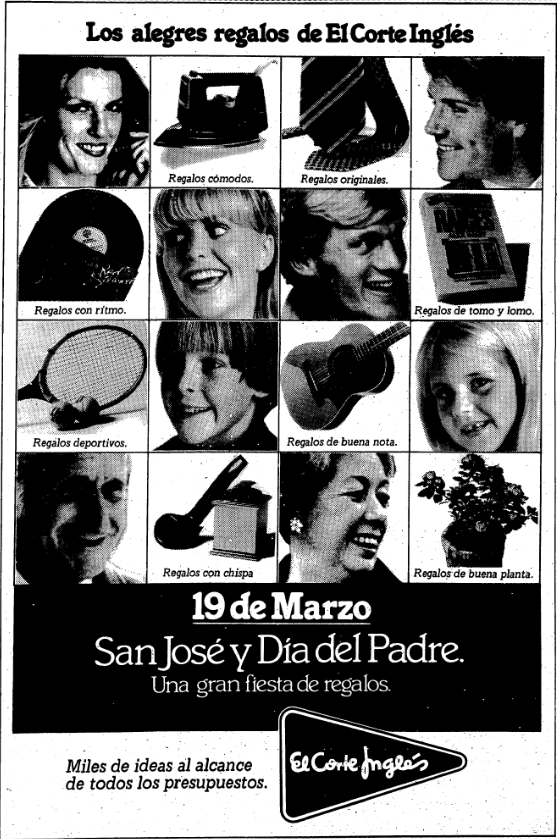 Los alegres regalos de El Corte Inglés
Regalos cómodos.
Regalos originales.
Regalos con rítmo.
Regalos de tomo y lomo.
Regalos deportivos.
Regalos de buena nota.
Regalos con chispa
Regalos de buena planta.
19 de Marzo
San José y Día del Padre.
Una gran fiesta de regalos.
Miles de ideas al alcance
de todos los presupuestos.
El Corte Inglés